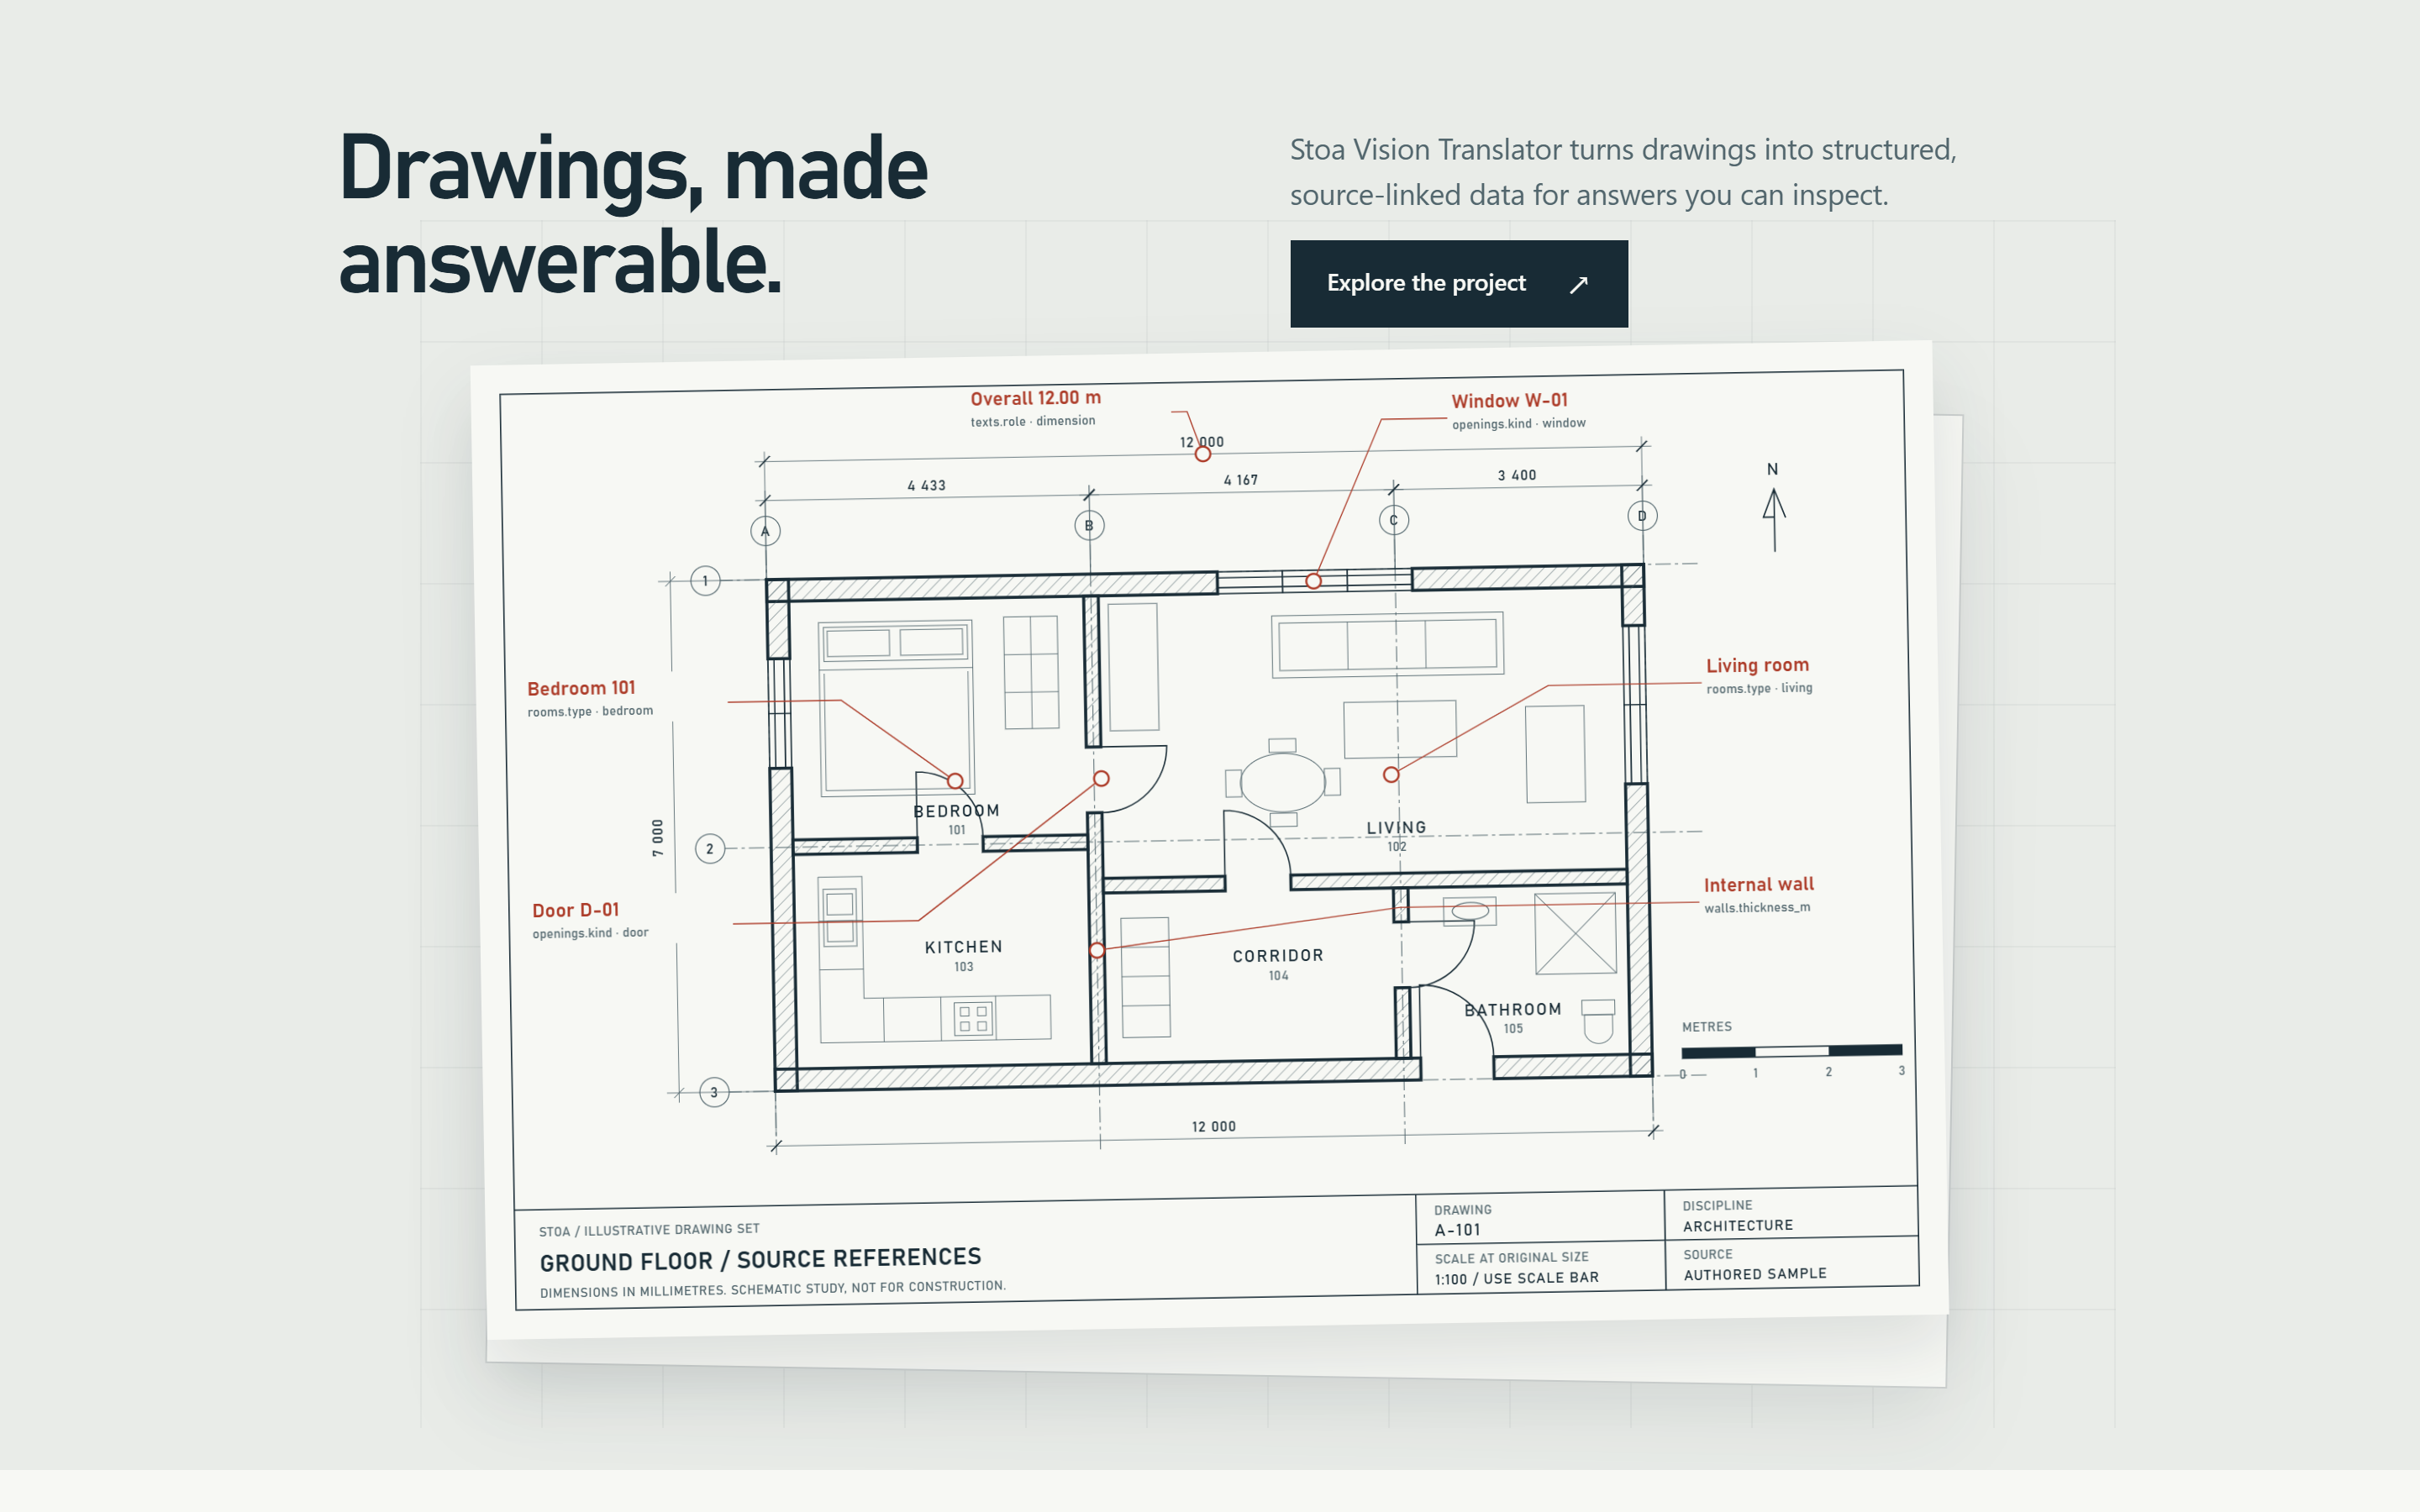 Drawings, made
answerable.
Stoa Vision Translator turns drawings into structured,
source-linked data for answers you can inspect.
Explore the project ↗
Overall 12.00 m
texts.role · dimension
Window W-01
openings.kind · window
12 000
4 433
4 167
3 400
N
A
B
C
D
1
Bedroom 101
rooms.type · bedroom
Living room
rooms.type · living
BEDROOM
101
LIVING
102
7 000
2
Door D-01
openings.kind · door
Internal wall
walls.thickness_m
KITCHEN
103
CORRIDOR
104
BATHROOM
105
METRES
0 1 2 3
3
12 000
STOA / ILLUSTRATIVE DRAWING SET
GROUND FLOOR / SOURCE REFERENCES
DIMENSIONS IN MILLIMETRES. SCHEMATIC STUDY, NOT FOR CONSTRUCTION.
DRAWING
A-101
DISCIPLINE
ARCHITECTURE
SCALE AT ORIGINAL SIZE
1:100 / USE SCALE BAR
SOURCE
AUTHORED SAMPLE